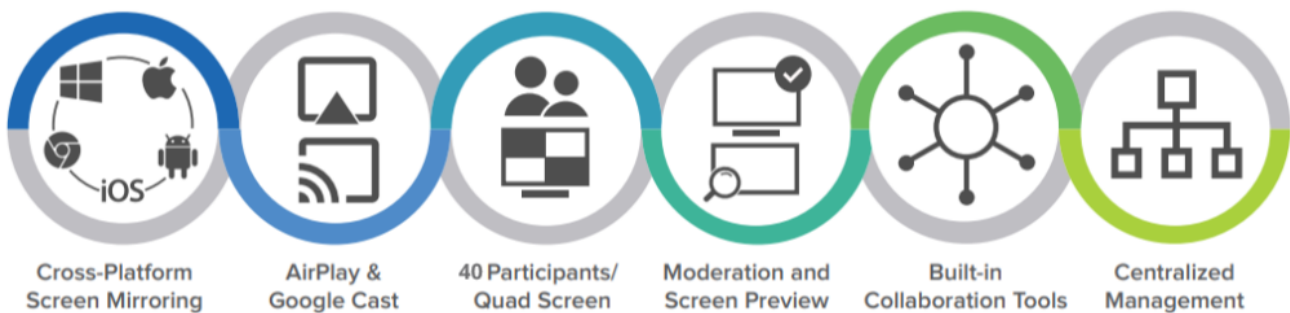 iOS
Cross-Platform
Screen Mirroring
AirPlay &
Google Cast
40 Participants/
Quad Screen
Moderation and
Screen Preview
Built-in
Collaboration Tools
Centralized
Management